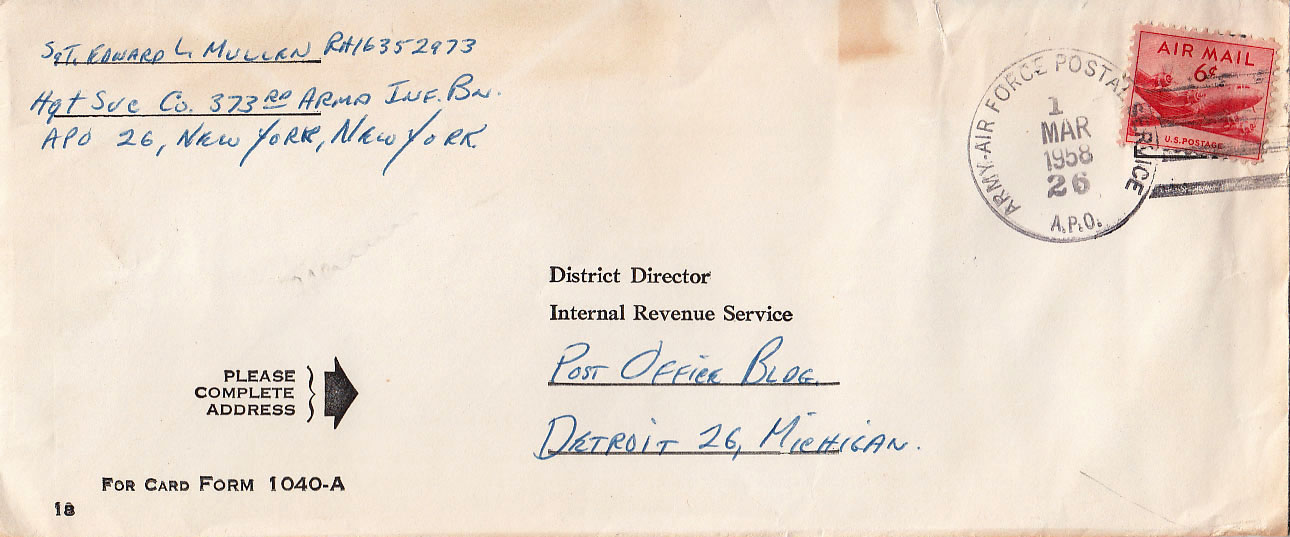 Sgt. Edward L. Mullen RA16352973
Hq & Svc Co. 373RD Armd Inf. Bn.
APO 26, New York, New York
ARMY-AIR FORCE POSTAL SERVICE
1
MAR
1958
26
A.P.O.
AIR MAIL
6¢
U.S. POSTAGE
District Director
Internal Revenue Service
Post Office Bldg.
Detroit 26, Michigan.
PLEASE
COMPLETE
ADDRESS
FOR CARD FORM 1040-A
18